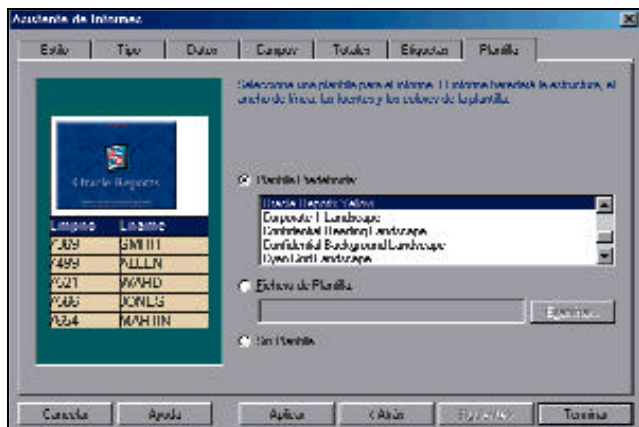 Asistente de Informes
Estilo Tipo Datos Campos Totales Etiquetas Plantilla
Seleccione una plantilla para el informe. El informe heredará la estructura, el
ancho de línea, las fuentes y los colores de la plantilla.
Oracle Reports
Empno Ename
7369 SMITH
7499 ALLEN
7521 WARD
7566 JONES
7654 MARTIN
Plantilla Predefinida:
Oracle Reports Yellow
Corporate 1 Landscape
Confidential Heading Landscape
Confidential Background Landscape
Cyan Grid Landscape
Fichero de Plantilla:
Examinar...
Sin Plantilla
Cancelar Ayuda Aplicar < Atrás Siguiente > Terminar